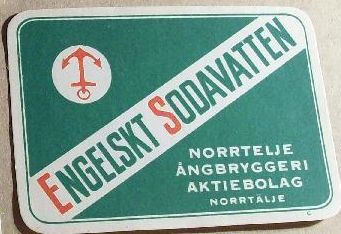 ENGELSKT SODAVATTEN
NORRTELJE
ÅNGBRYGGERI
AKTIEBOLAG
NORRTÄLJE